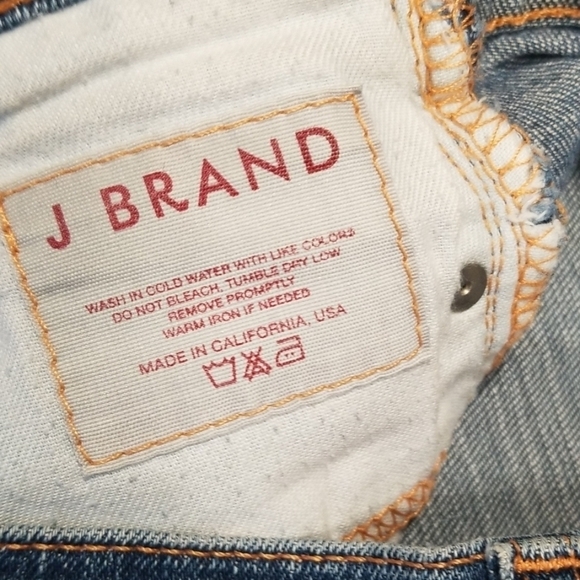 J BRAND
WASH IN COLD WATER WITH LIKE COLORS
DO NOT BLEACH, TUMBLE DRY LOW
REMOVE PROMPTLY
WARM IRON IF NEEDED
MADE IN CALIFORNIA, USA